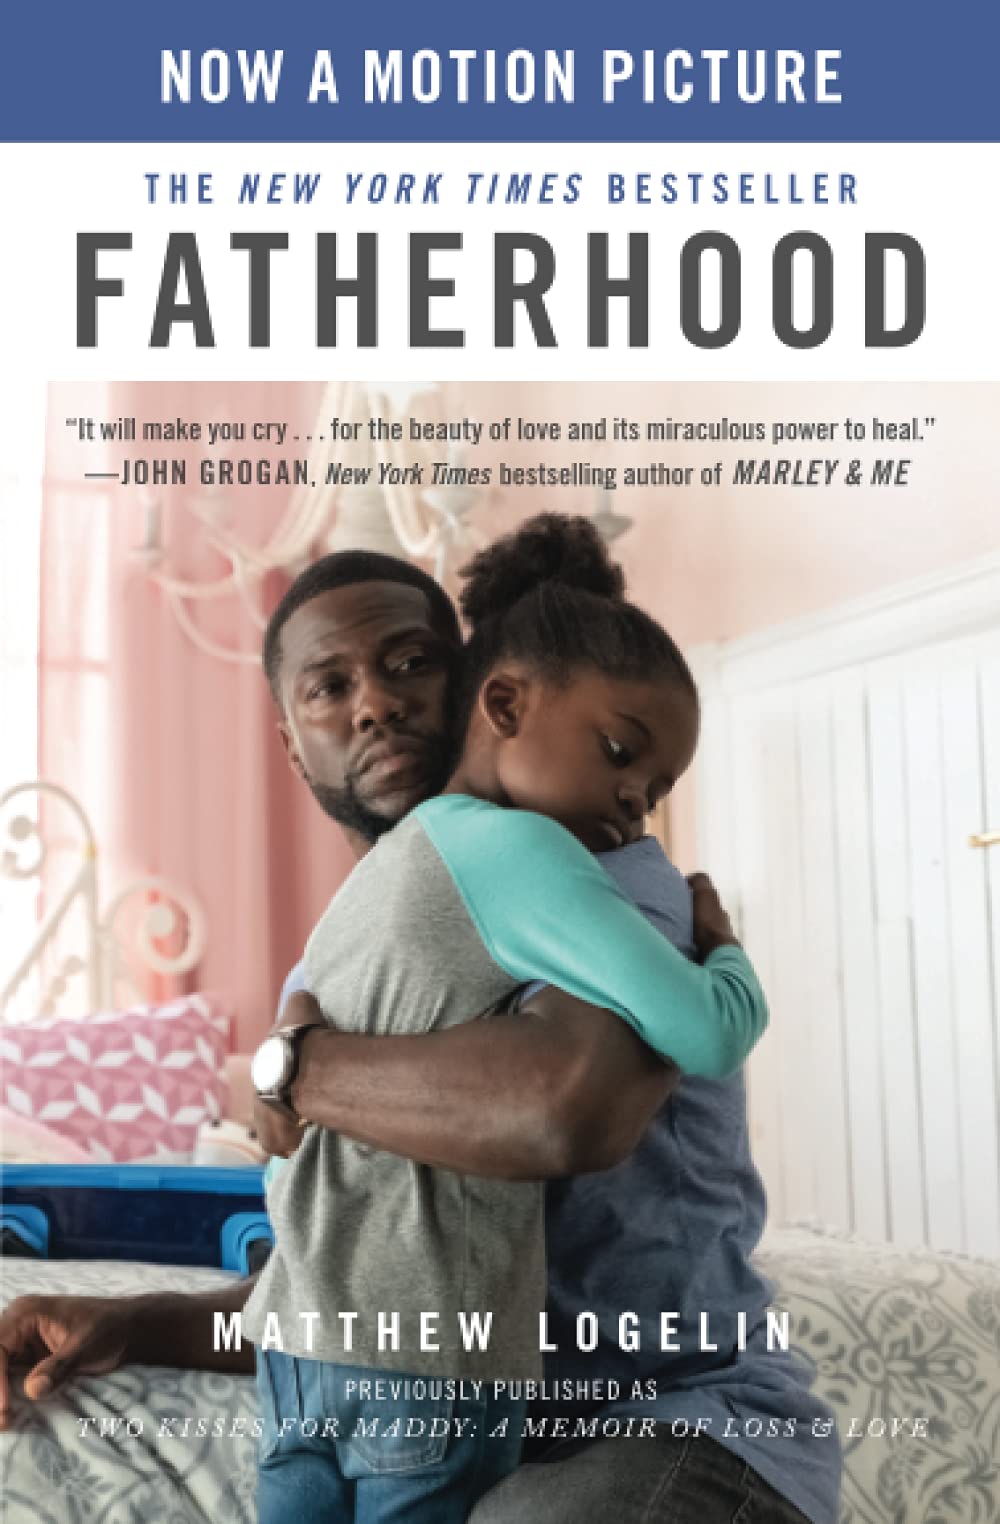 NOW A MOTION PICTURE
THE NEW YORK TIMES BESTSELLER
FATHERHOOD
“It will make you cry . . . for the beauty of love and its miraculous power to heal.”
—JOHN GROGAN, New York Times bestselling author of MARLEY & ME
MATTHEW LOGELIN
PREVIOUSLY PUBLISHED AS
TWO KISSES FOR MADDY: A MEMOIR OF LOSS & LOVE